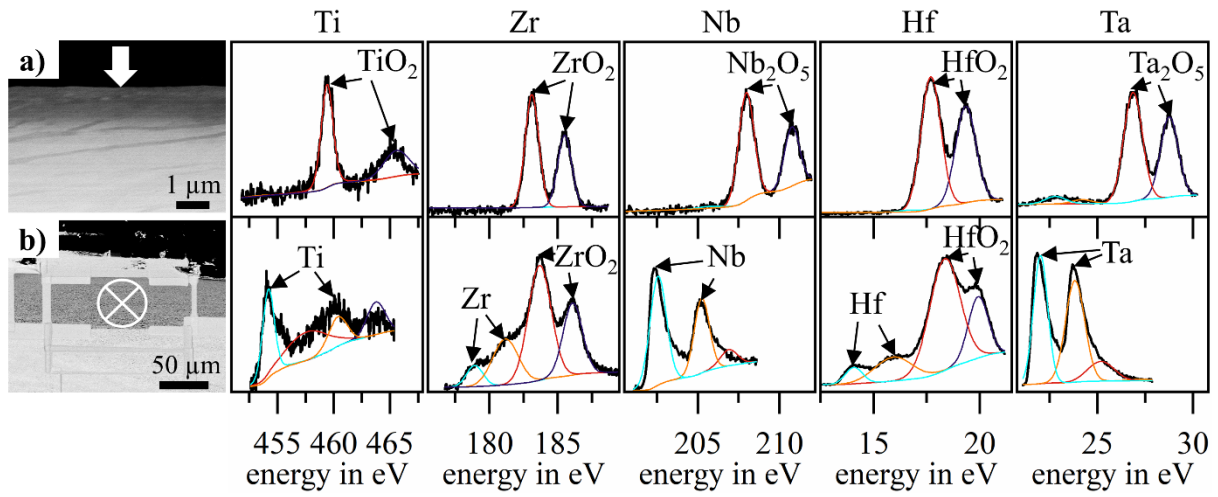 Ti Zr Nb Hf Ta
a) TiO2 ZrO2 Nb2O5 HfO2 Ta2O5
1 µm
b) Ti Zr ZrO2 Nb Hf HfO2 Ta
50 µm
455 460 465 180 185 205 210 15 20 25 30
energy in eV energy in eV energy in eV energy in eV energy in eV